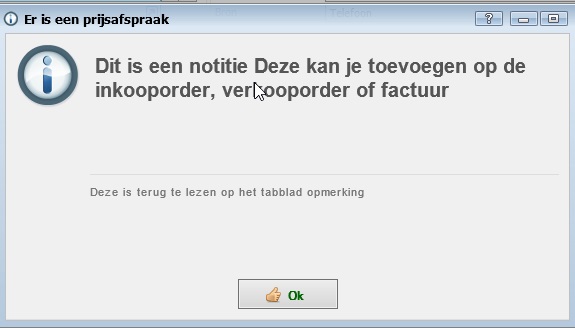 Er is een prijsafspraak
Dit is een notitie Deze kan je toevoegen op de
inkooporder, verkooporder of factuur
Deze is terug te lezen op het tabblad opmerking
Ok